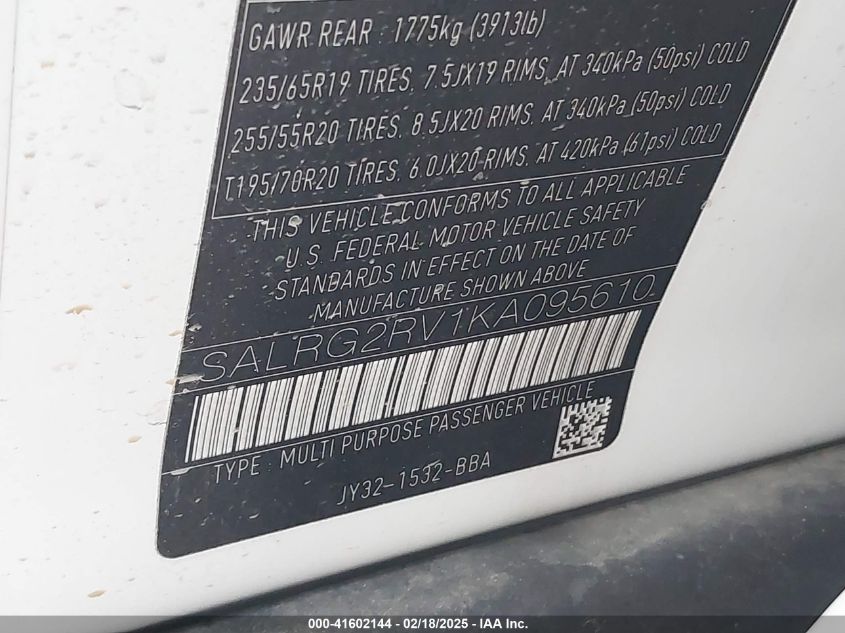 GAWR REAR : 1775kg (3913lb)
235/65R19 TIRES, 7.5JX19 RIMS, AT 340kPa (50psi) COLD
255/55R20 TIRES, 8.5JX20 RIMS, AT 340kPa (50psi) COLD
T195/70R20 TIRES, 6.0JX20 RIMS, AT 420kPa (61psi) COLD
THIS VEHICLE CONFORMS TO ALL APPLICABLE
U.S. FEDERAL MOTOR VEHICLE SAFETY
STANDARDS IN EFFECT ON THE DATE OF
MANUFACTURE SHOWN ABOVE
SALRG2RV1KA095610
TYPE : MULTI PURPOSE PASSENGER VEHICLE
JY32-1532-BBA
000-41602144 - 02/18/2025 - IAA Inc.